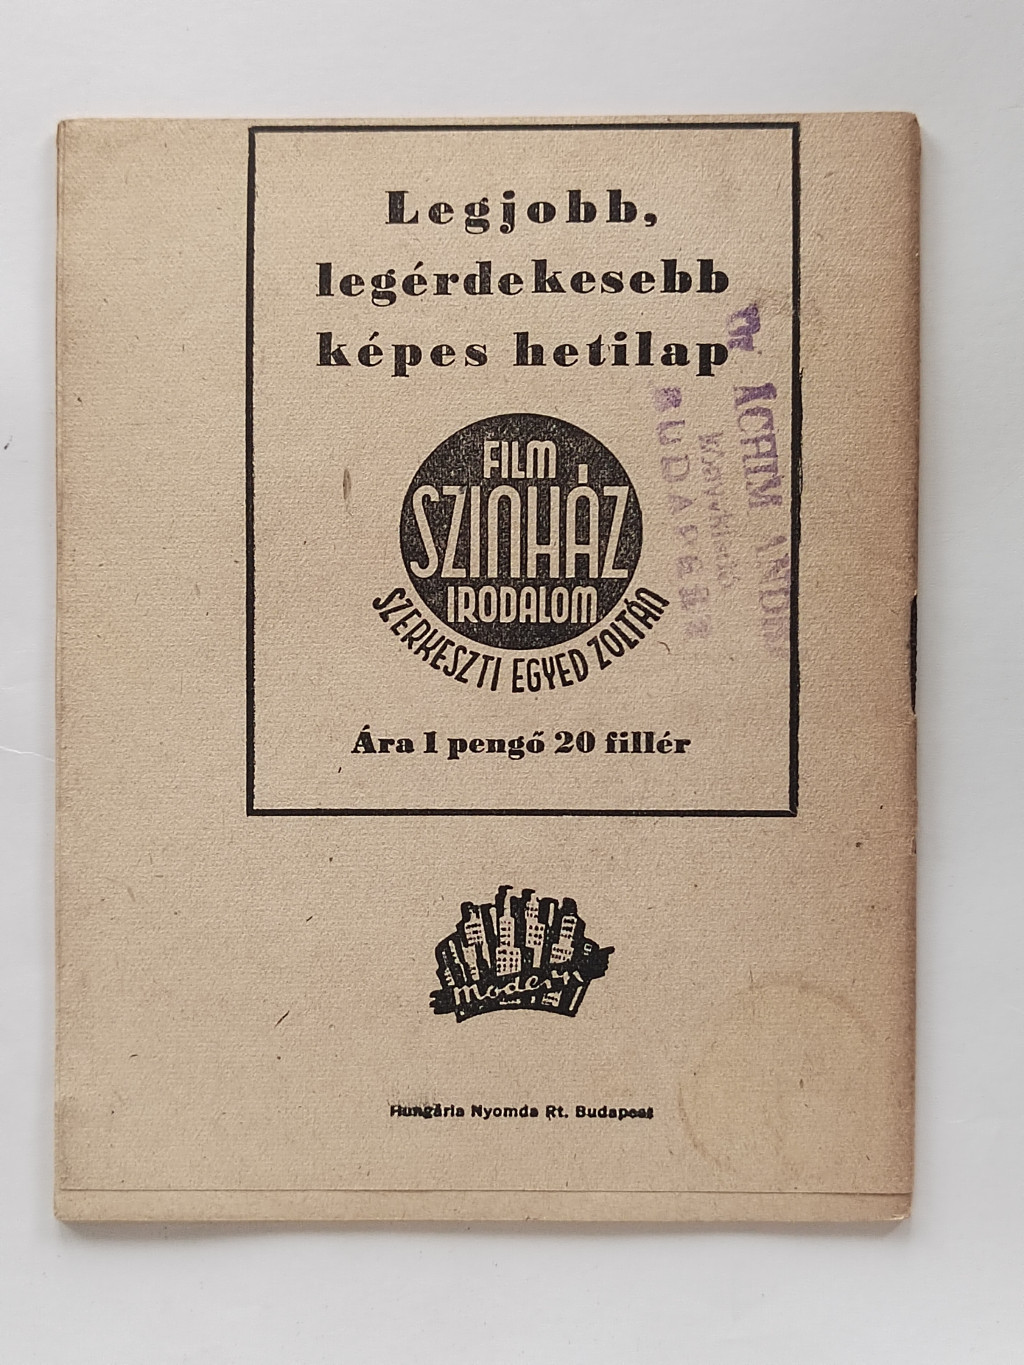 Legjobb,
legérdekesebb
képes hetilap
FILM
SZINHÁZ
IRODALOM
SZERKESZTI EGYED ZOLTÁN
Ára 1 pengő 20 fillér
modern
Hungária Nyomda Rt. Budapest
BUDAPEST